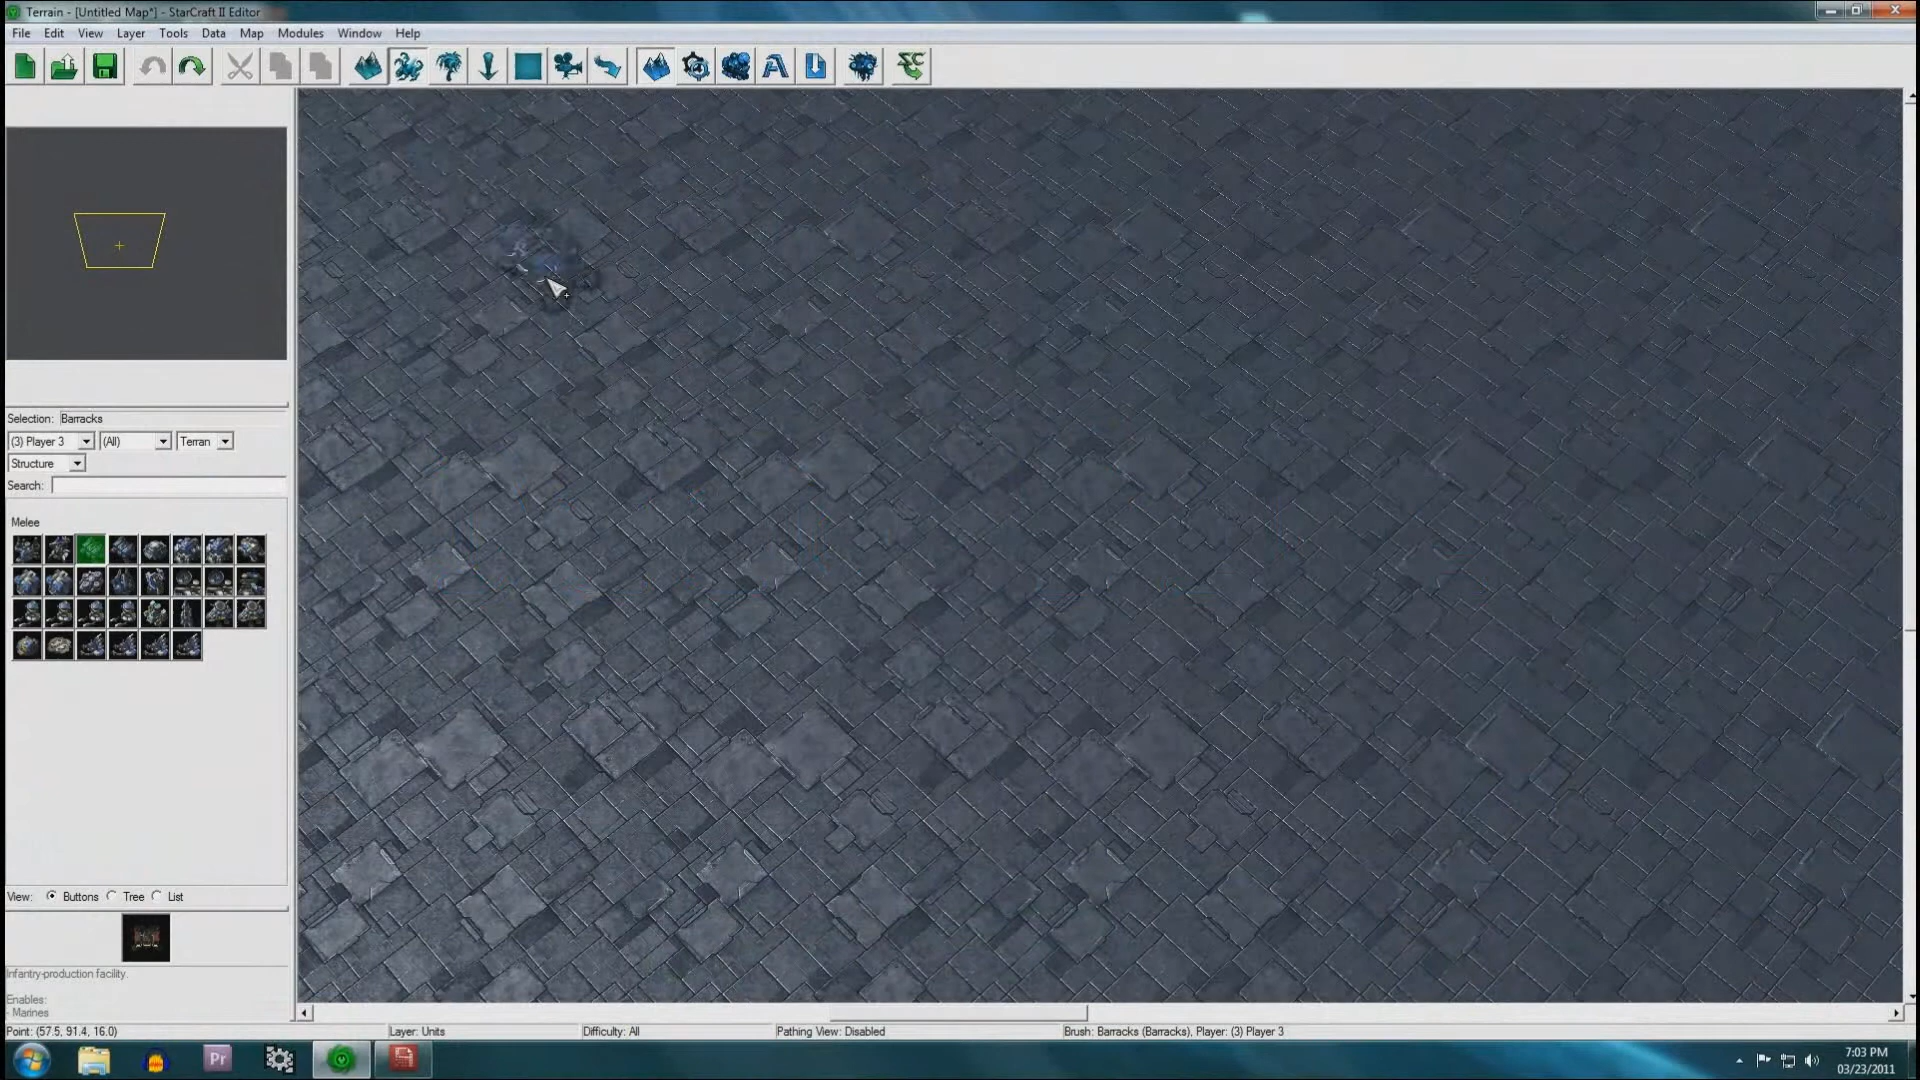 Terrain - [Untitled Map*] - StarCraft II Editor
File Edit View Layer Tools Data Map Modules Window Help
Selection: Barracks
(3) Player 3 (All) Terran
Structure
Search:
Melee
View: Buttons Tree List
Infantry-production facility.
Enables:
- Marines
Point: (57.5, 91.4, 16.0) Layer: Units Difficulty: All Pathing View: Disabled Brush: Barracks (Barracks), Player: (3) Player 3
Pr
7:03 PM
03/23/2011